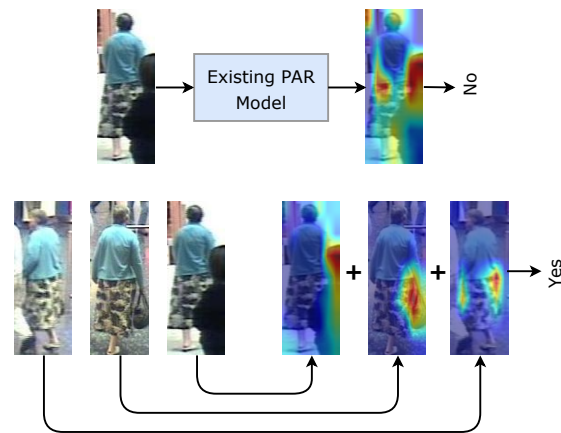 Existing PAR
Model
No
+
+
Yes